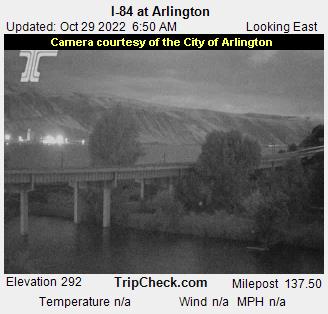 I-84 at Arlington
Updated: Oct 29 2022 6:50 AM Looking East
Camera courtesy of the City of Arlington
Elevation 292 TripCheck.com Milepost 137.50
Temperature n/a Wind n/a MPH n/a